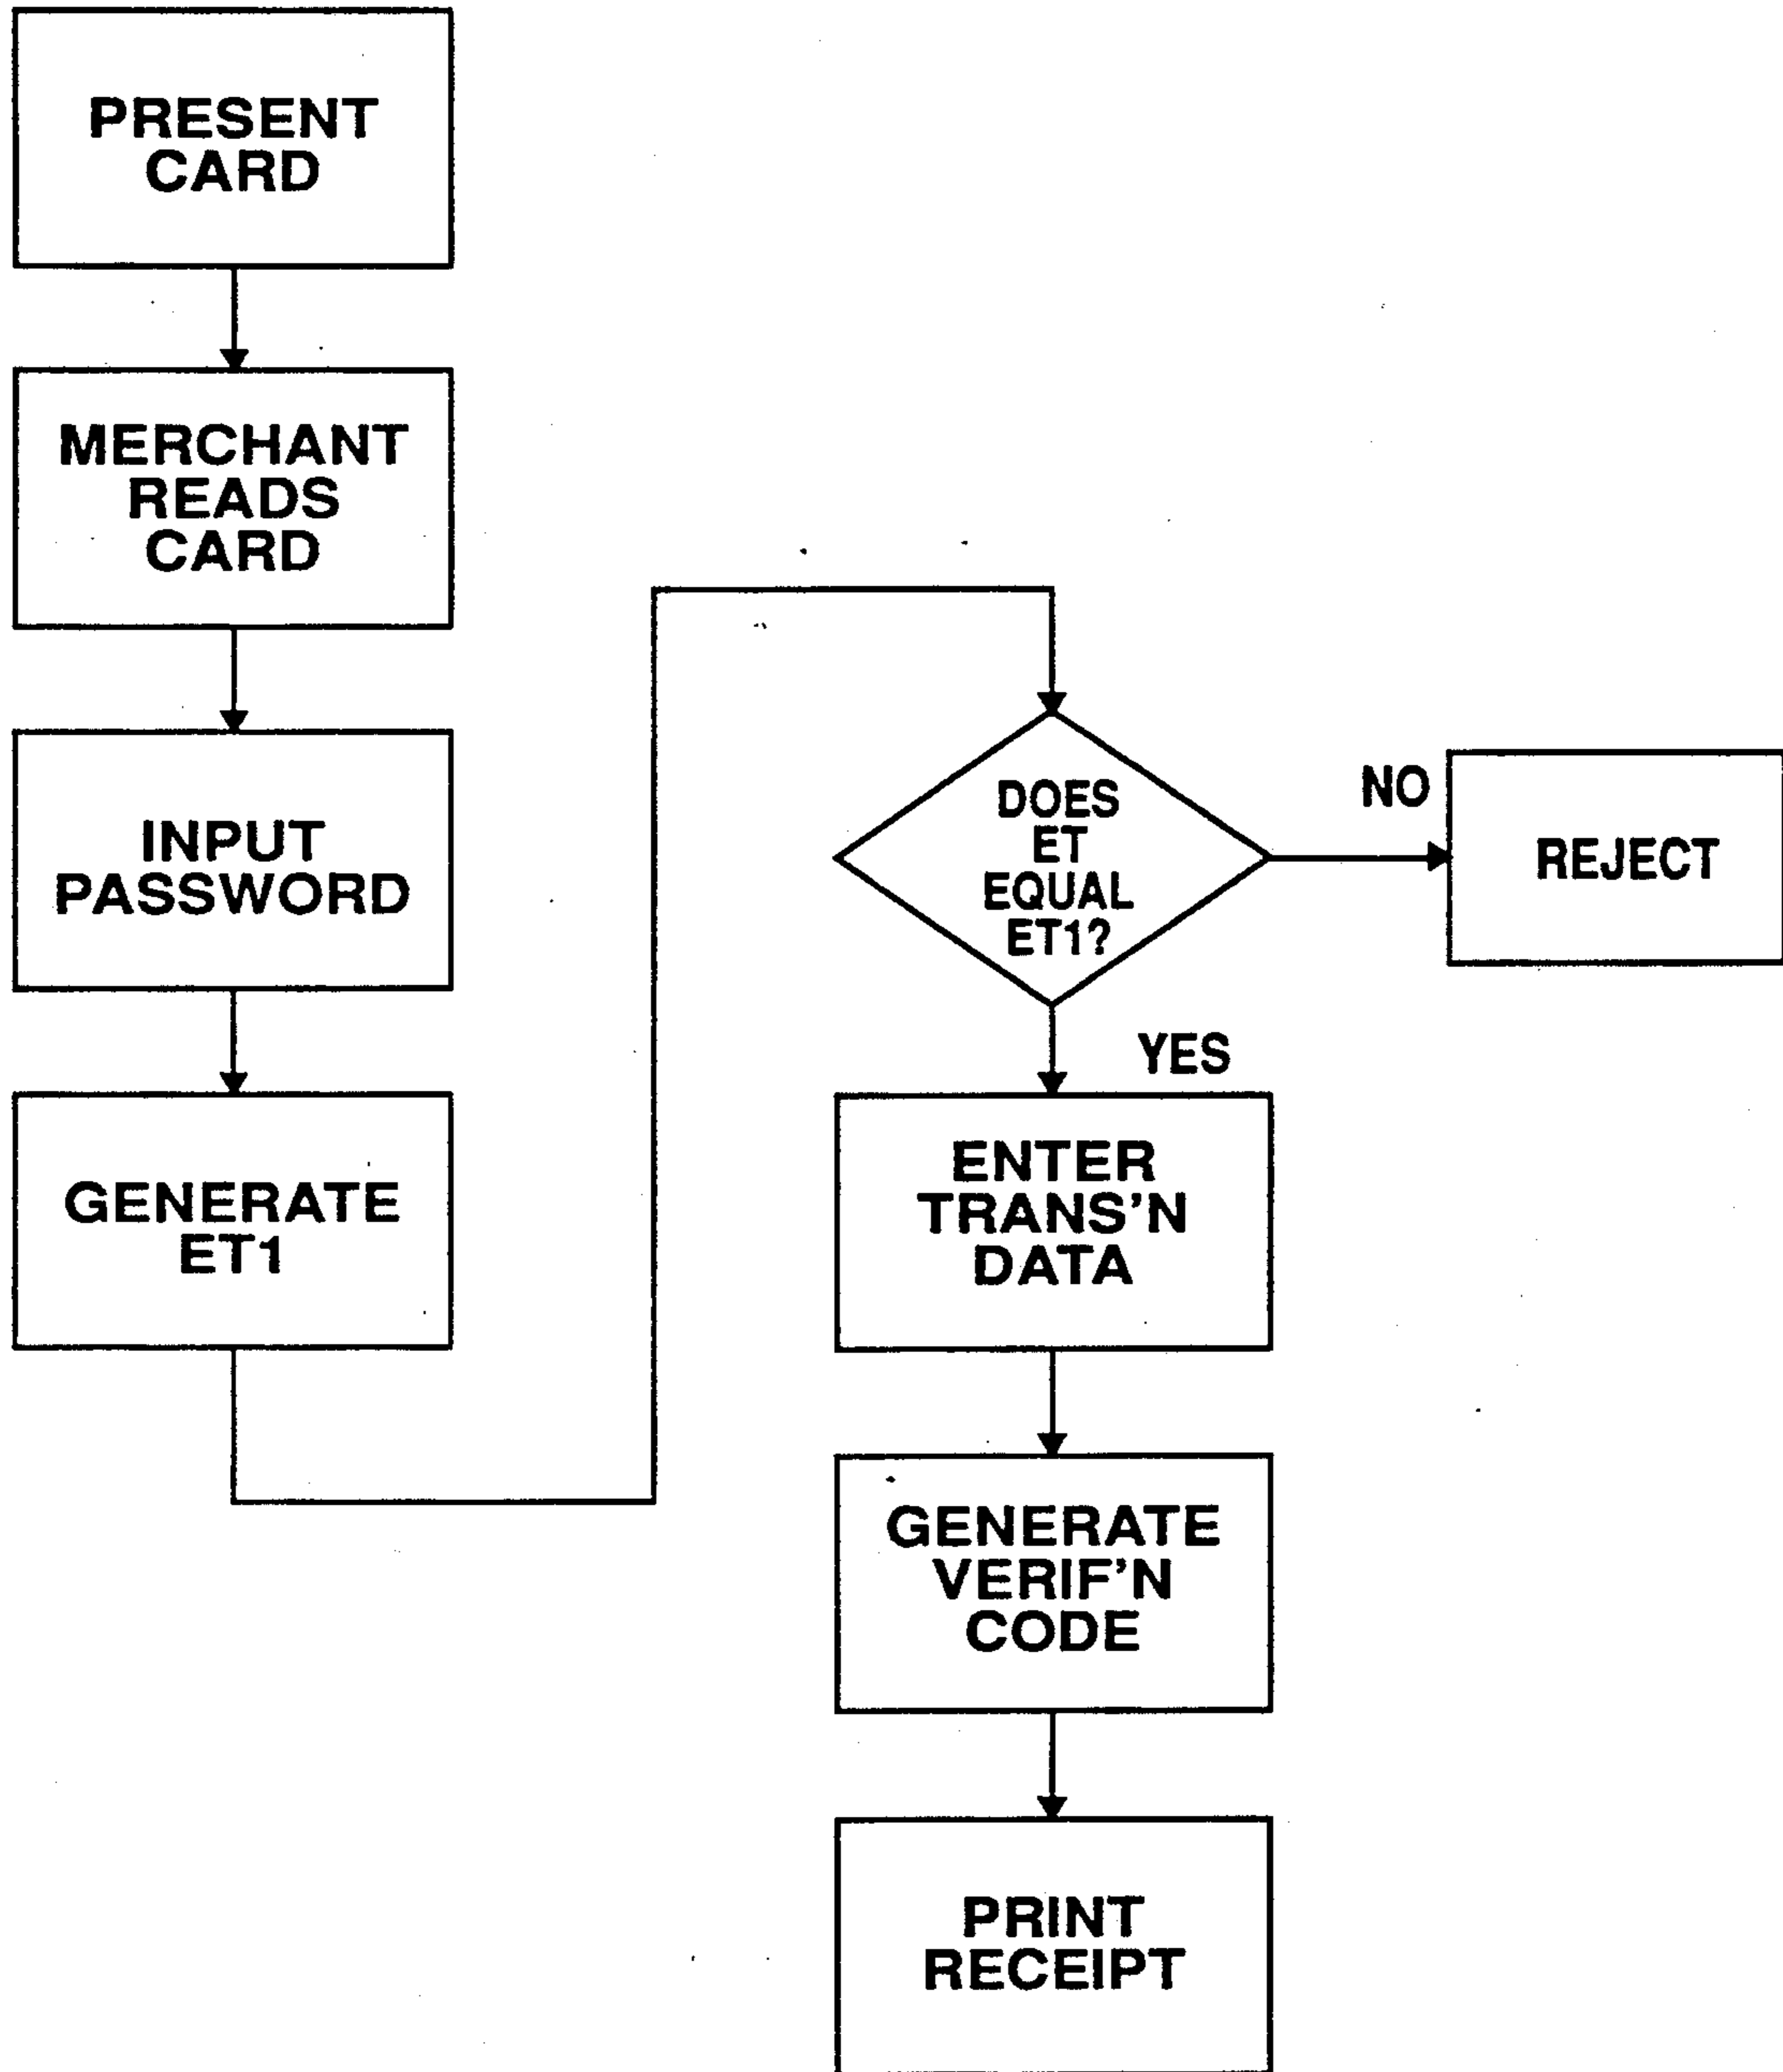 PRESENT
CARD
MERCHANT
READS
CARD
INPUT
PASSWORD
GENERATE
ET1
DOES
ET
EQUAL
ET1?
NO
REJECT
YES
ENTER
TRANS'N
DATA
GENERATE
VERIF'N
CODE
PRINT
RECEIPT